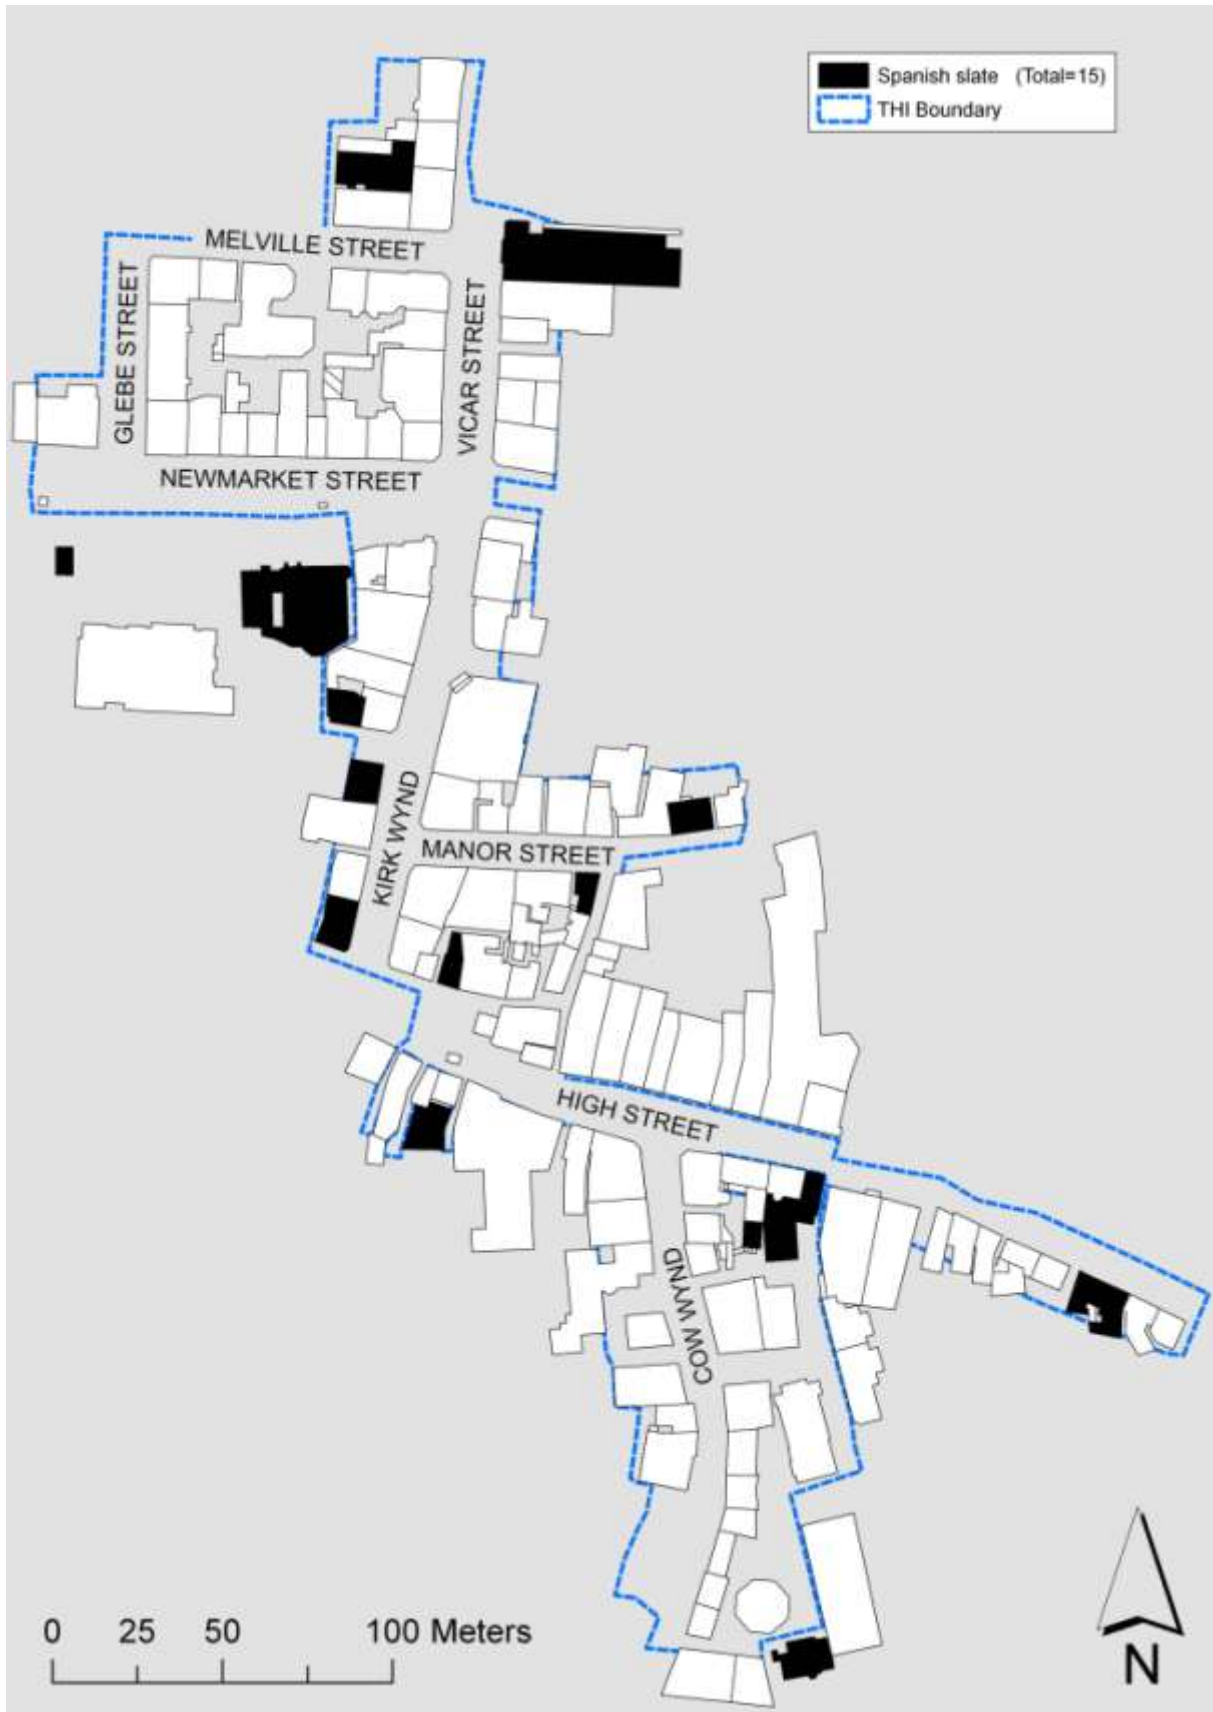 Spanish slate (Total=15)
THI Boundary
MELVILLE STREET
GLEBE STREET
VICAR STREET
NEWMARKET STREET
KIRK WYND
MANOR STREET
HIGH STREET
COW WYND
0 25 50 100 Meters
N